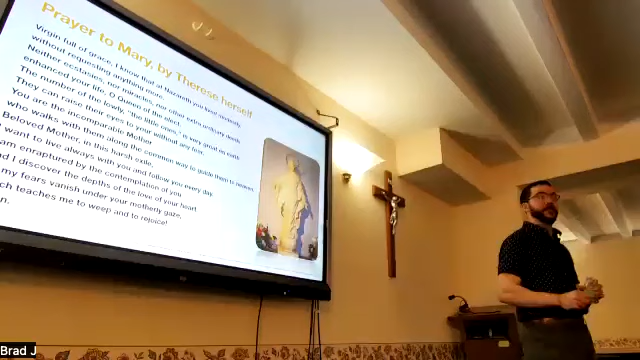 Prayer to Mary, by Therese herself
Virgin full of grace, I know that at Nazareth you lived modestly
without requesting anything more.
Neither ecstasies, nor miracles, nor other extraordinary deeds
enhanced your life, O Queen of the elect.
The number of the lowly, "the little ones," is very great on earth
They can raise their eyes to your without any fear.
You are the incomparable Mother
who walks with them along the common way to guide them to heaven.
Beloved Mother, in this harsh exile,
want to live always with you and follow you every day
am enraptured by the contemplation of you
I discover the depths of the love of your heart
my fears vanish under your motherly gaze,
ch teaches me to weep and to rejoice!
n.
Brad J